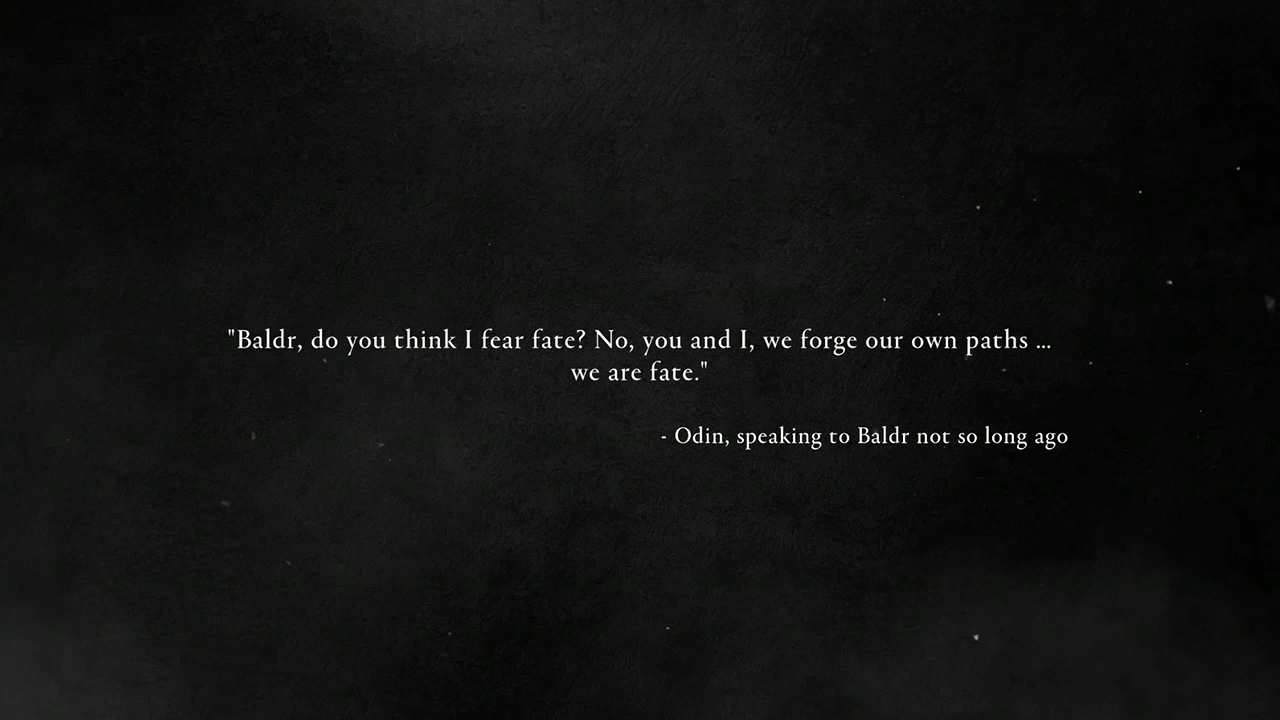 "Baldr, do you think I fear fate? No, you and I, we forge our own paths ...
we are fate."
- Odin, speaking to Baldr not so long ago